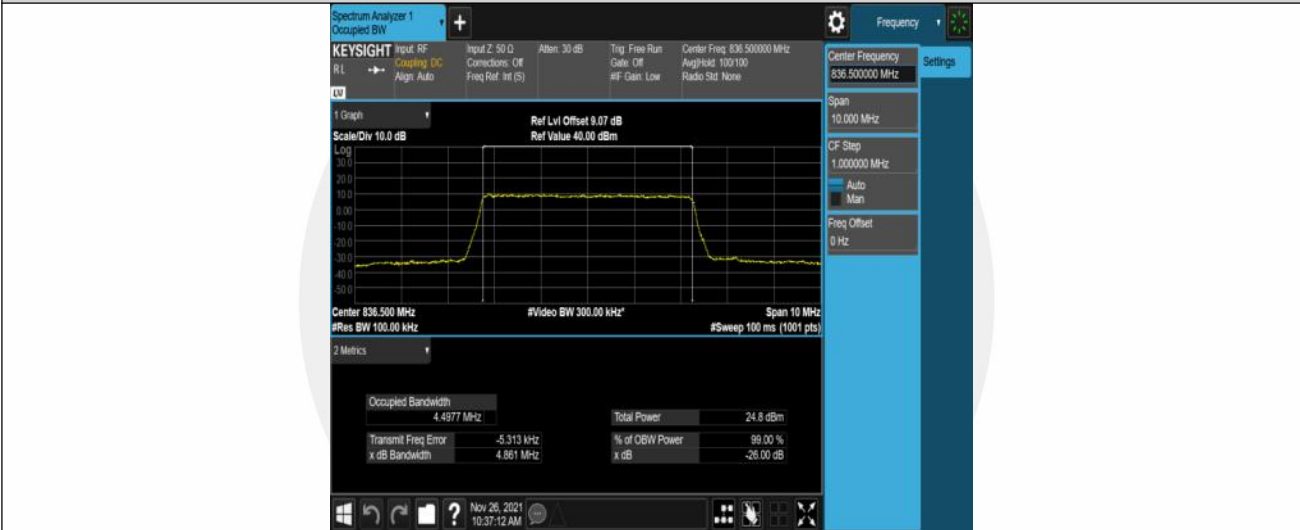 Spectrum Analyzer 1
Occupied BW
+
Frequency
KEYSIGHT
RL
LV
Input: RF
Coupling: DC
Align: Auto
Input Z: 50 Ω
Corrections: Off
Freq Ref: Int (S)
Atten: 30 dB
Trig: Free Run
Gate: Off
#IF Gain: Low
Center Freq: 836.500000 MHz
Avg|Hold: 100/100
Radio Std: None
Center Frequency
836.500000 MHz
Settings
Span
10.000 MHz
CF Step
1.000000 MHz
Auto
Man
Freq Offset
0 Hz
1 Graph
Scale/Div 10.0 dB
Ref Lvl Offset 9.07 dB
Ref Value 40.00 dBm
Log
30.0
20.0
10.0
0.00
-10.0
-20.0
-30.0
-40.0
-50.0
Center 836.500 MHz
#Res BW 100.00 kHz
#Video BW 300.00 kHz*
Span 10 MHz
#Sweep 100 ms (1001 pts)
2 Metrics
Occupied Bandwidth
4.4977 MHz
Transmit Freq Error -5.313 kHz
x dB Bandwidth 4.861 MHz
Total Power 24.8 dBm
% of OBW Power 99.00 %
x dB -26.00 dB
?
Nov 26, 2021
10:37:12 AM